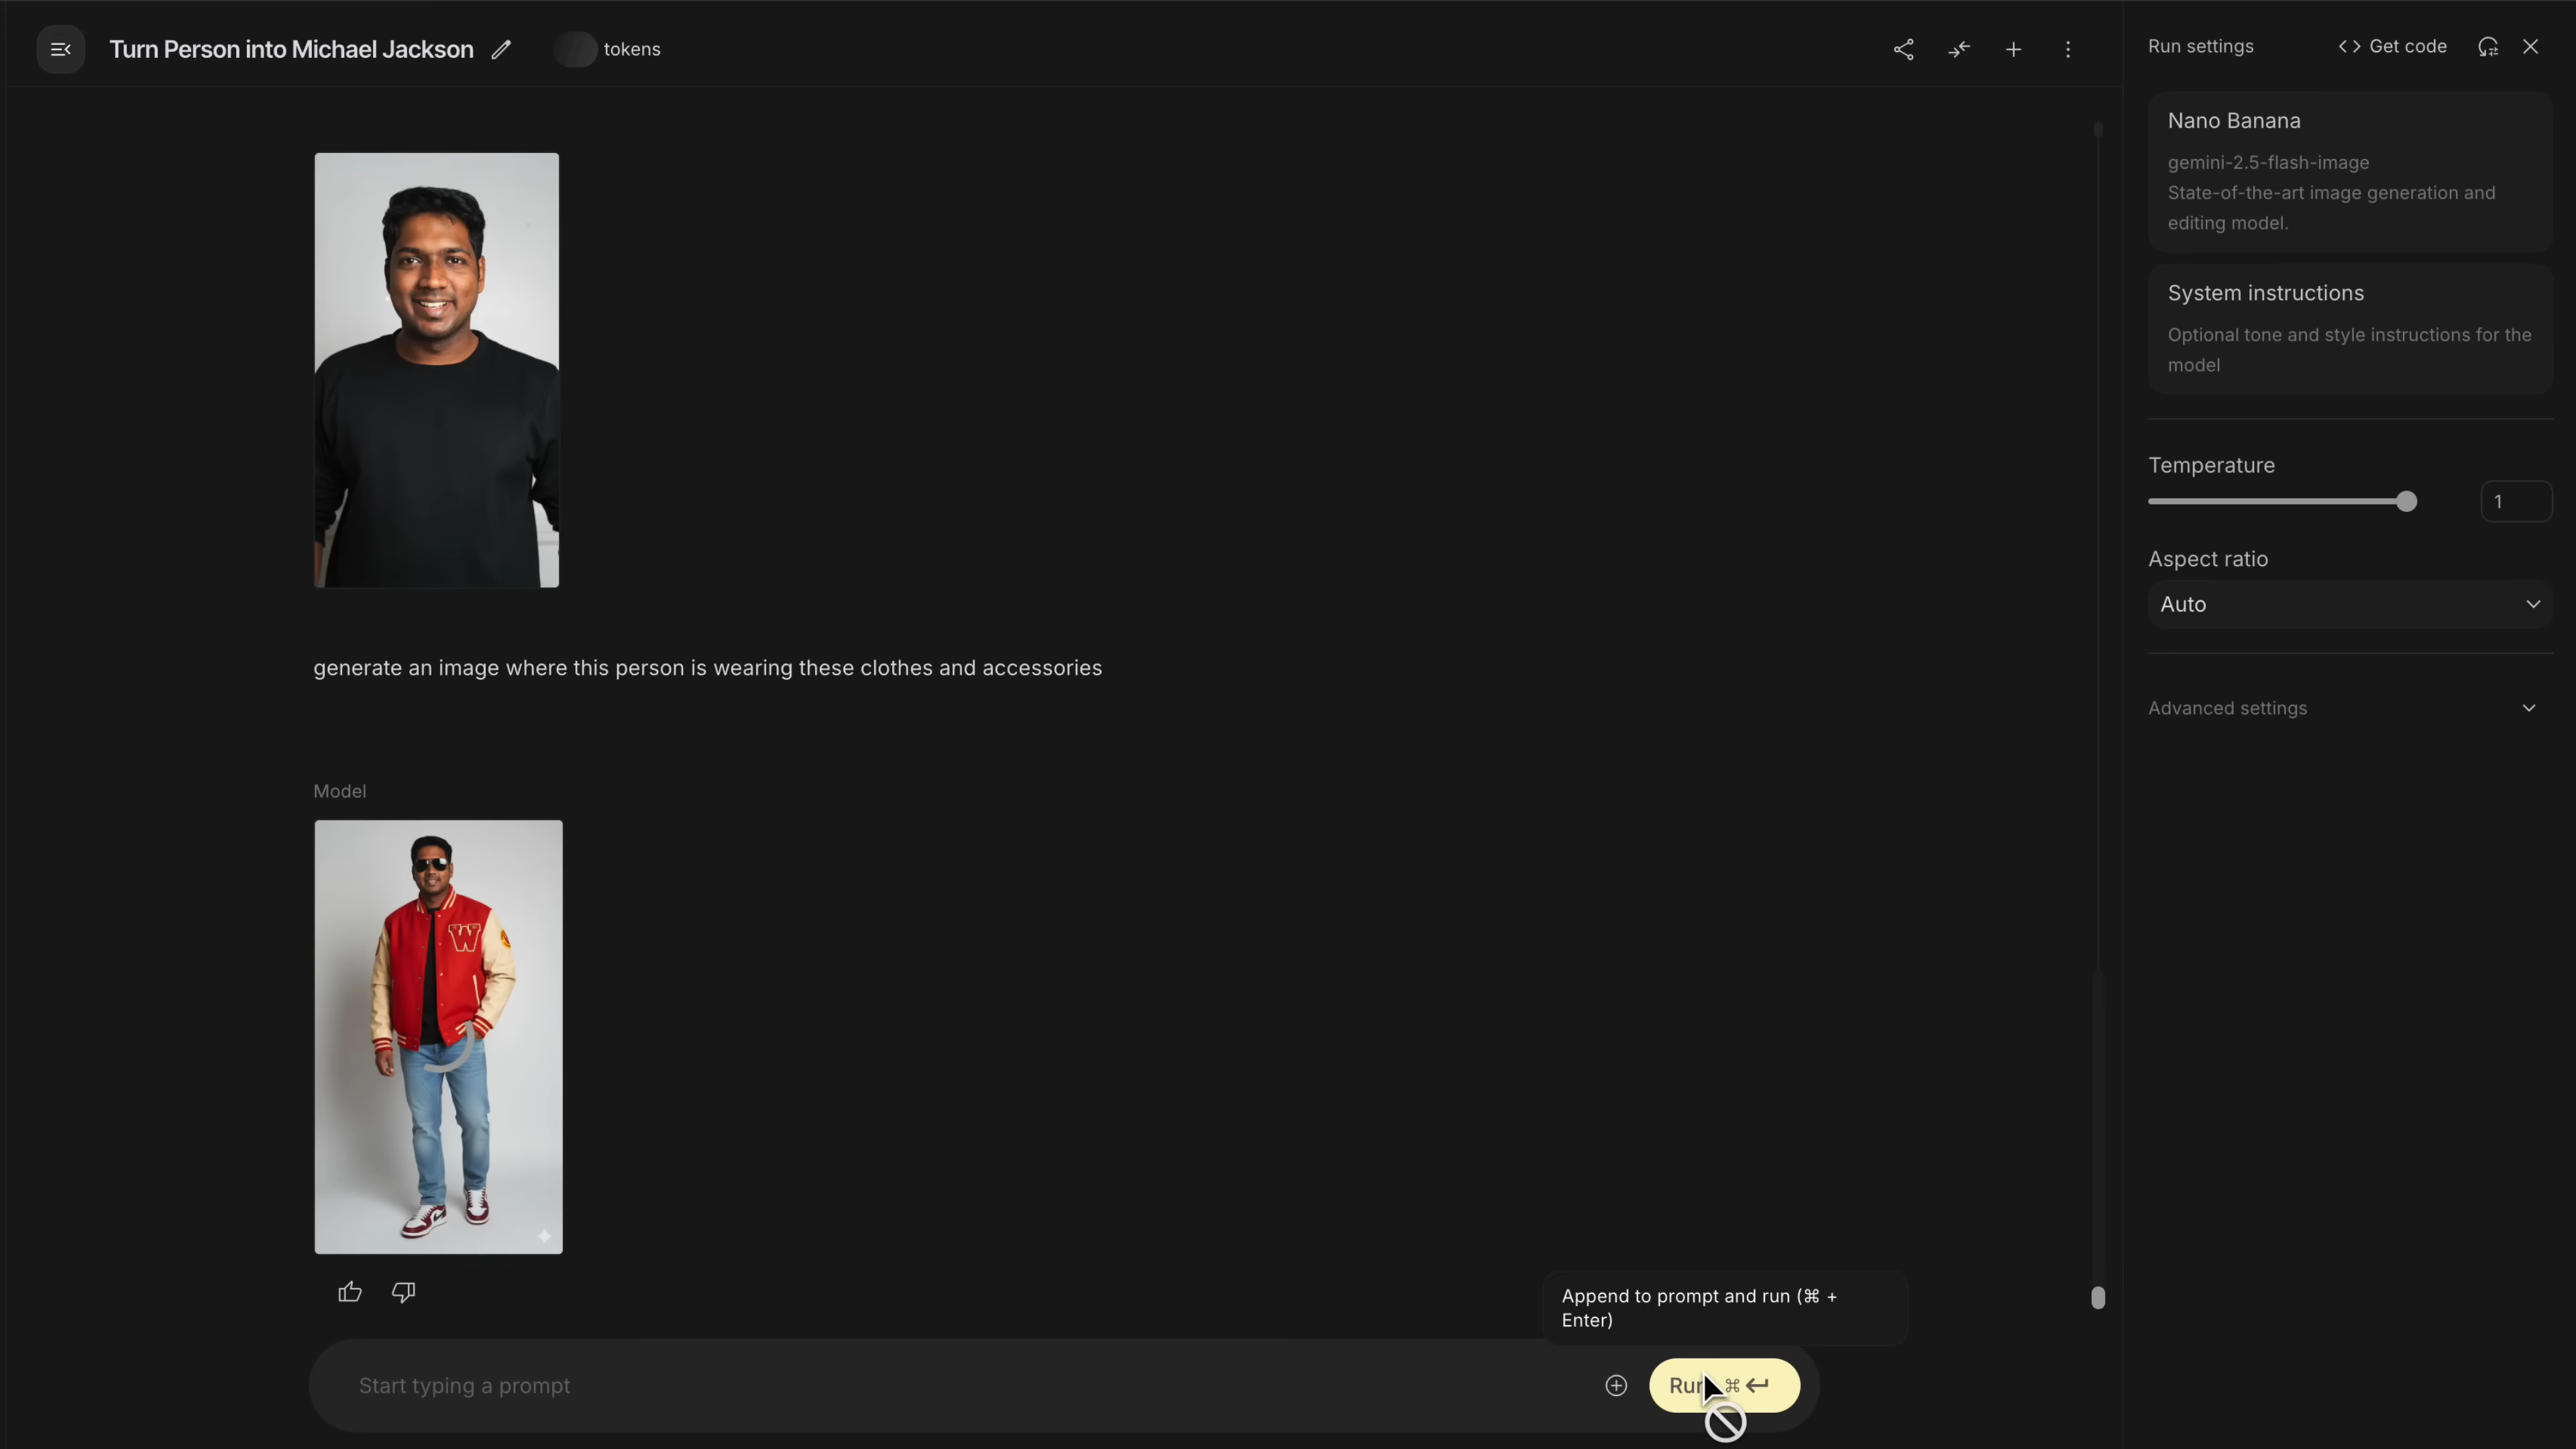 Turn Person into Michael Jackson
tokens
generate an image where this person is wearing these clothes and accessories
Model
W
Append to prompt and run (⌘ +
Enter)
Start typing a prompt
Run ⌘ ↵
Run settings
<> Get code
Nano Banana
gemini-2.5-flash-image
State-of-the-art image generation and
editing model.
System instructions
Optional tone and style instructions for the
model
Temperature
1
Aspect ratio
Auto
Advanced settings